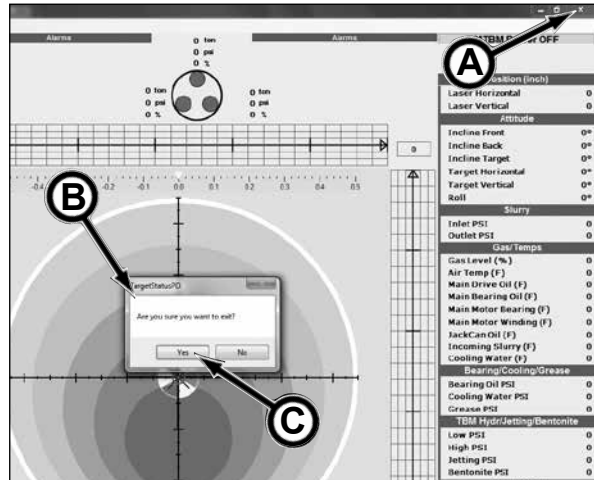 A
Alarms
Alarms
TBM
OFF
0 ton
0 psi
0 %
0 ton
0 psi
0 %
0 ton
0 psi
0 %
0
-0.4
-0.3
-0.2
-0.1
0.0
0.1
0.2
0.3
0.4
0.5
B
TargetStatusPD
Are you sure you want to exit?
Yes
No
C
Position (inch)
Laser Horizontal 0
Laser Vertical 0
Attitude
Incline Front 0°
Incline Back 0°
Incline Target 0°
Target Horizontal 0°
Target Vertical 0°
Roll 0°
Slurry
Inlet PSI 0
Outlet PSI 0
Gas/Temps
Gas Level (%) 0
Air Temp (F) 0
Main Drive Oil (F) 0
Main Bearing Oil (F) 0
Main Motor Bearing (F) 0
Main Motor Winding (F) 0
JackCan Oil (F) 0
Incoming Slurry (F) 0
Cooling Water (F) 0
Bearing/Cooling/Grease
Bearing Oil PSI 0
Cooling Water PSI 0
Grease PSI 0
TBM Hydr/Jetting/Bentonite
Low PSI 0
High PSI 0
Jetting PSI 0
Bentonite PSI 0